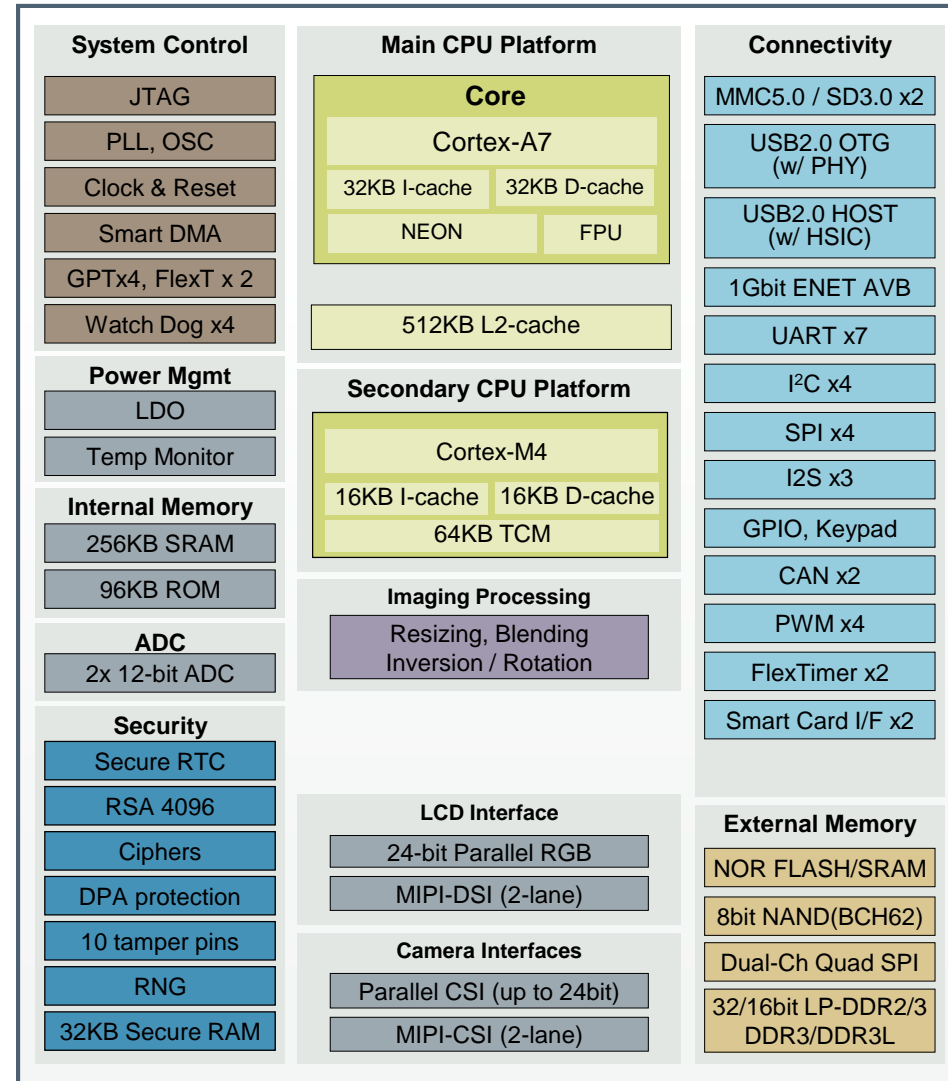 System Control
JTAG
PLL, OSC
Clock & Reset
Smart DMA
GPTx4, FlexT x 2
Watch Dog x4
Power Mgmt
LDO
Temp Monitor
Internal Memory
256KB SRAM
96KB ROM
ADC
2x 12-bit ADC
Security
Secure RTC
RSA 4096
Ciphers
DPA protection
10 tamper pins
RNG
32KB Secure RAM
Main CPU Platform
Core
Cortex-A7
32KB I-cache
32KB D-cache
NEON
FPU
512KB L2-cache
Secondary CPU Platform
Cortex-M4
16KB I-cache
16KB D-cache
64KB TCM
Imaging Processing
Resizing, Blending
Inversion / Rotation
LCD Interface
24-bit Parallel RGB
MIPI-DSI (2-lane)
Camera Interfaces
Parallel CSI (up to 24bit)
MIPI-CSI (2-lane)
Connectivity
MMC5.0 / SD3.0 x2
USB2.0 OTG
(w/ PHY)
USB2.0 HOST
(w/ HSIC)
1Gbit ENET AVB
UART x7
I²C x4
SPI x4
I2S x3
GPIO, Keypad
CAN x2
PWM x4
FlexTimer x2
Smart Card I/F x2
External Memory
NOR FLASH/SRAM
8bit NAND(BCH62)
Dual-Ch Quad SPI
32/16bit LP-DDR2/3
DDR3/DDR3L